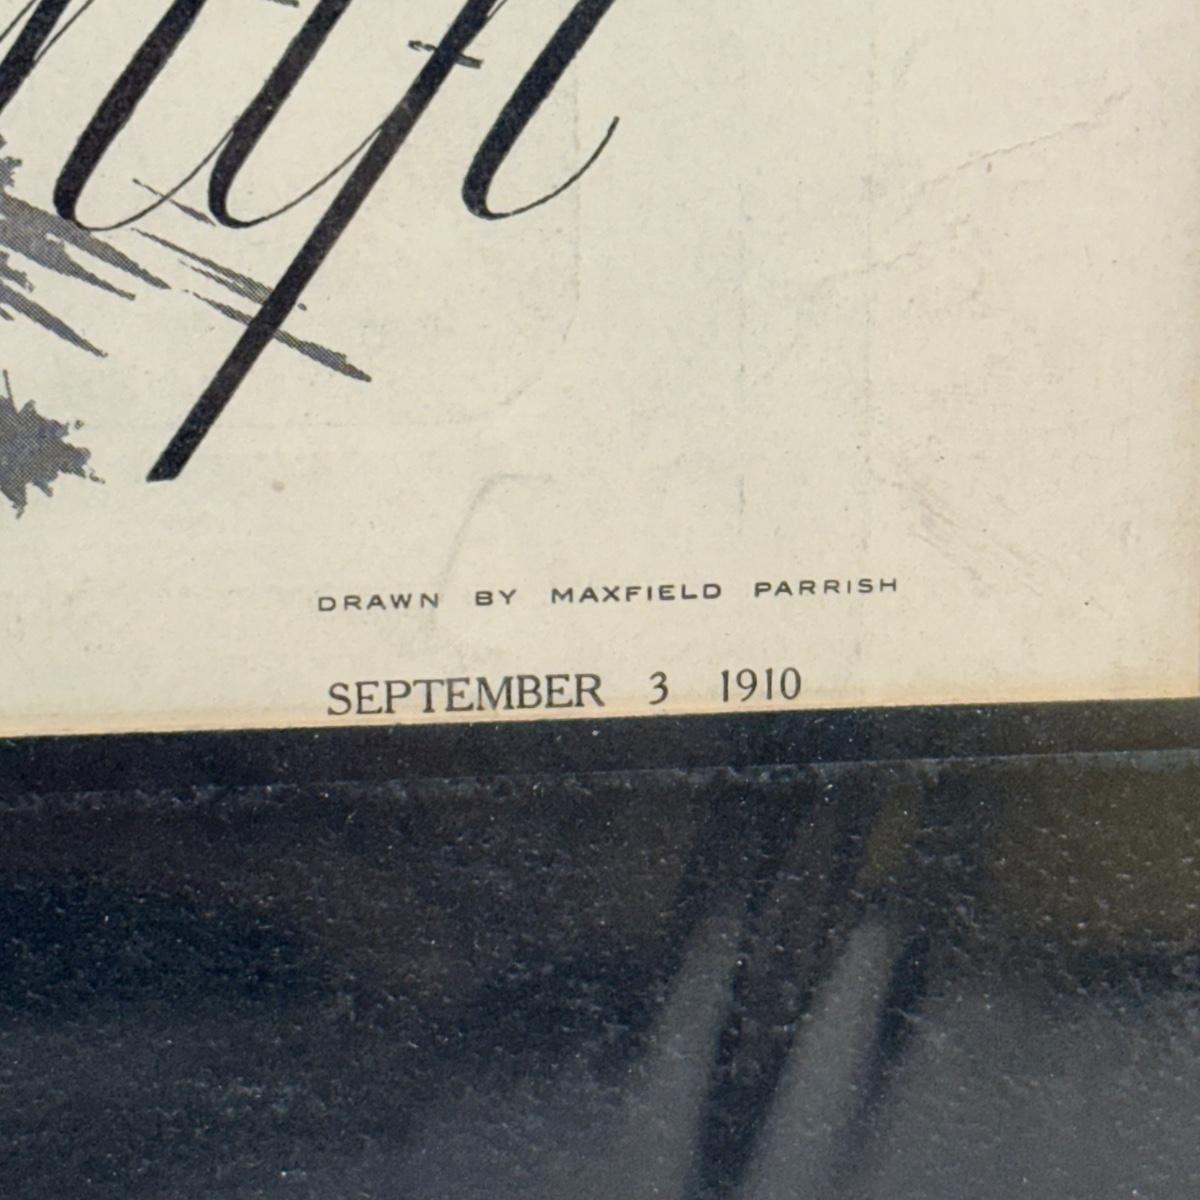 DRAWN BY MAXFIELD PARRISH
SEPTEMBER 3 1910